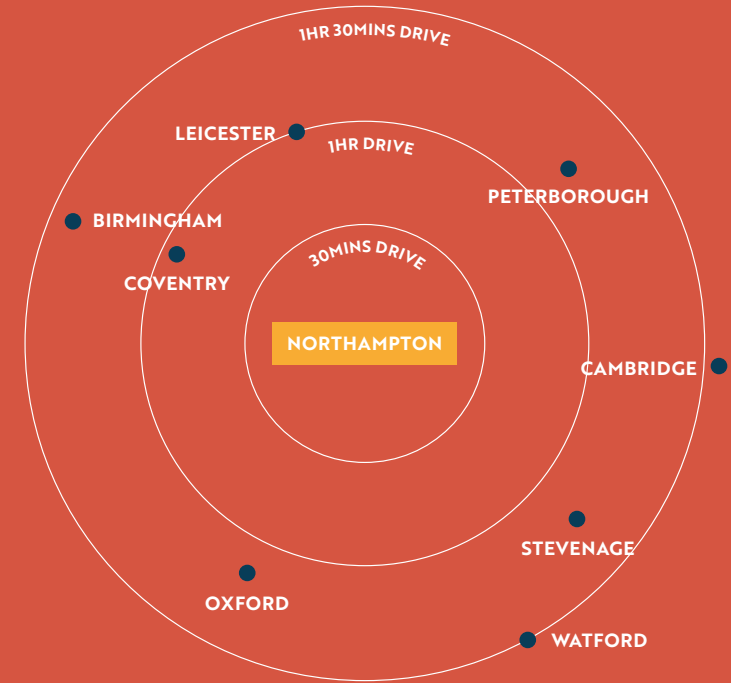 1HR 30MINS DRIVE
LEICESTER
1HR DRIVE
PETERBOROUGH
BIRMINGHAM
30MINS DRIVE
COVENTRY
NORTHAMPTON
CAMBRIDGE
STEVENAGE
OXFORD
WATFORD